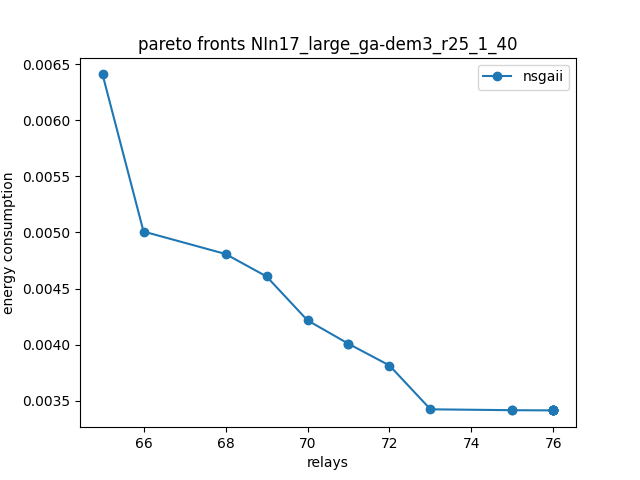 pareto fronts NIn17_large_ga-dem3_r25_1_40
nsgaii
energy consumption
0.0065
0.0060
0.0055
0.0050
0.0045
0.0040
0.0035
66 68 70 72 74 76
relays